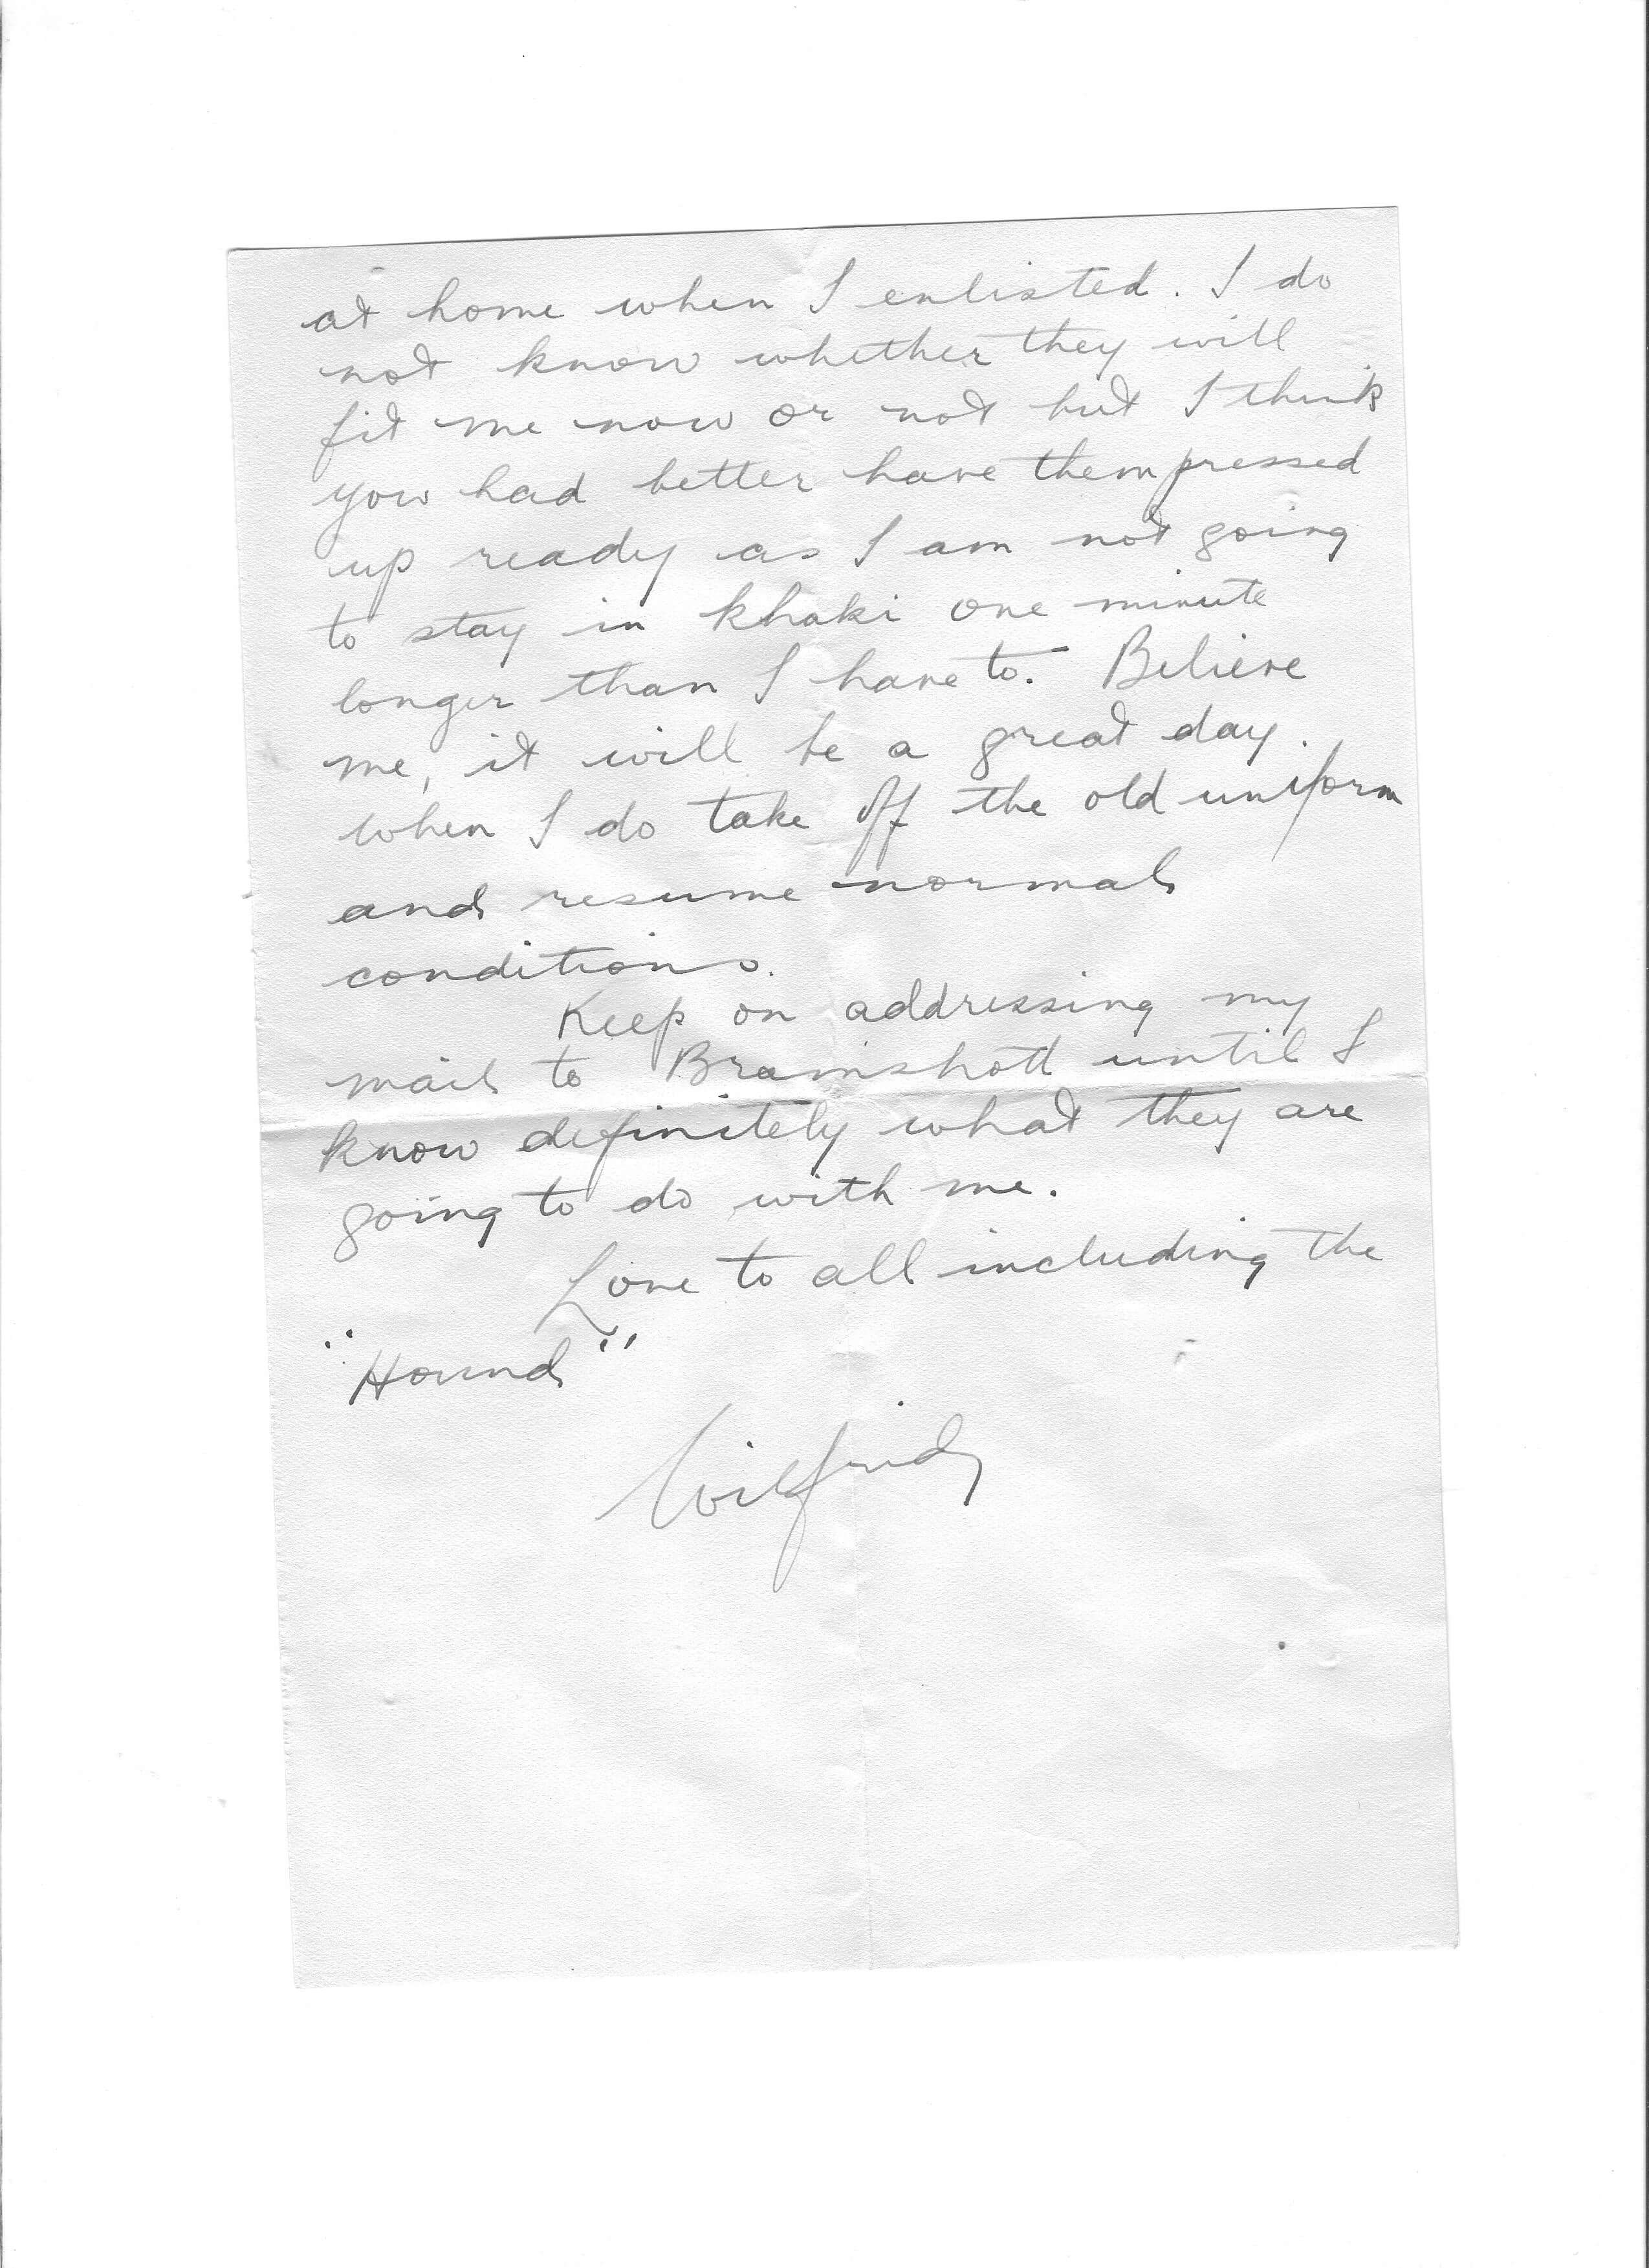 at home when I enlisted. I do
not know whether they will
fit me now or not but I think
you had better have them pressed
up ready as I am not going
to stay in khaki one minute
longer than I have to. Believe
me, it will be a great day.
when I do take off the old uniform
and resume normal
conditions.
Keep on addressing my
mail to Bramshott until I
know definitely what they are
going to do with me.
Love to all including the
"Hound"
Wilfrid